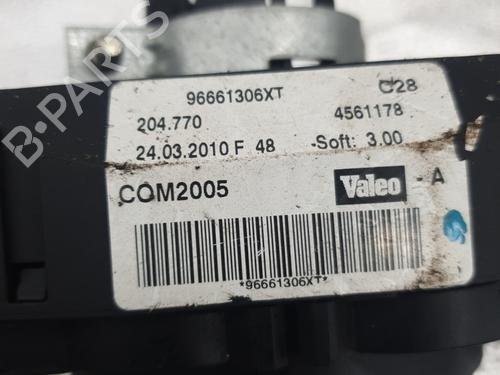 96661306XT C28
204.770 4561178
24.03.2010 F 48 -Soft: 3.00
COM2005 Valeo - A
*96661306XT*
B-PARTS